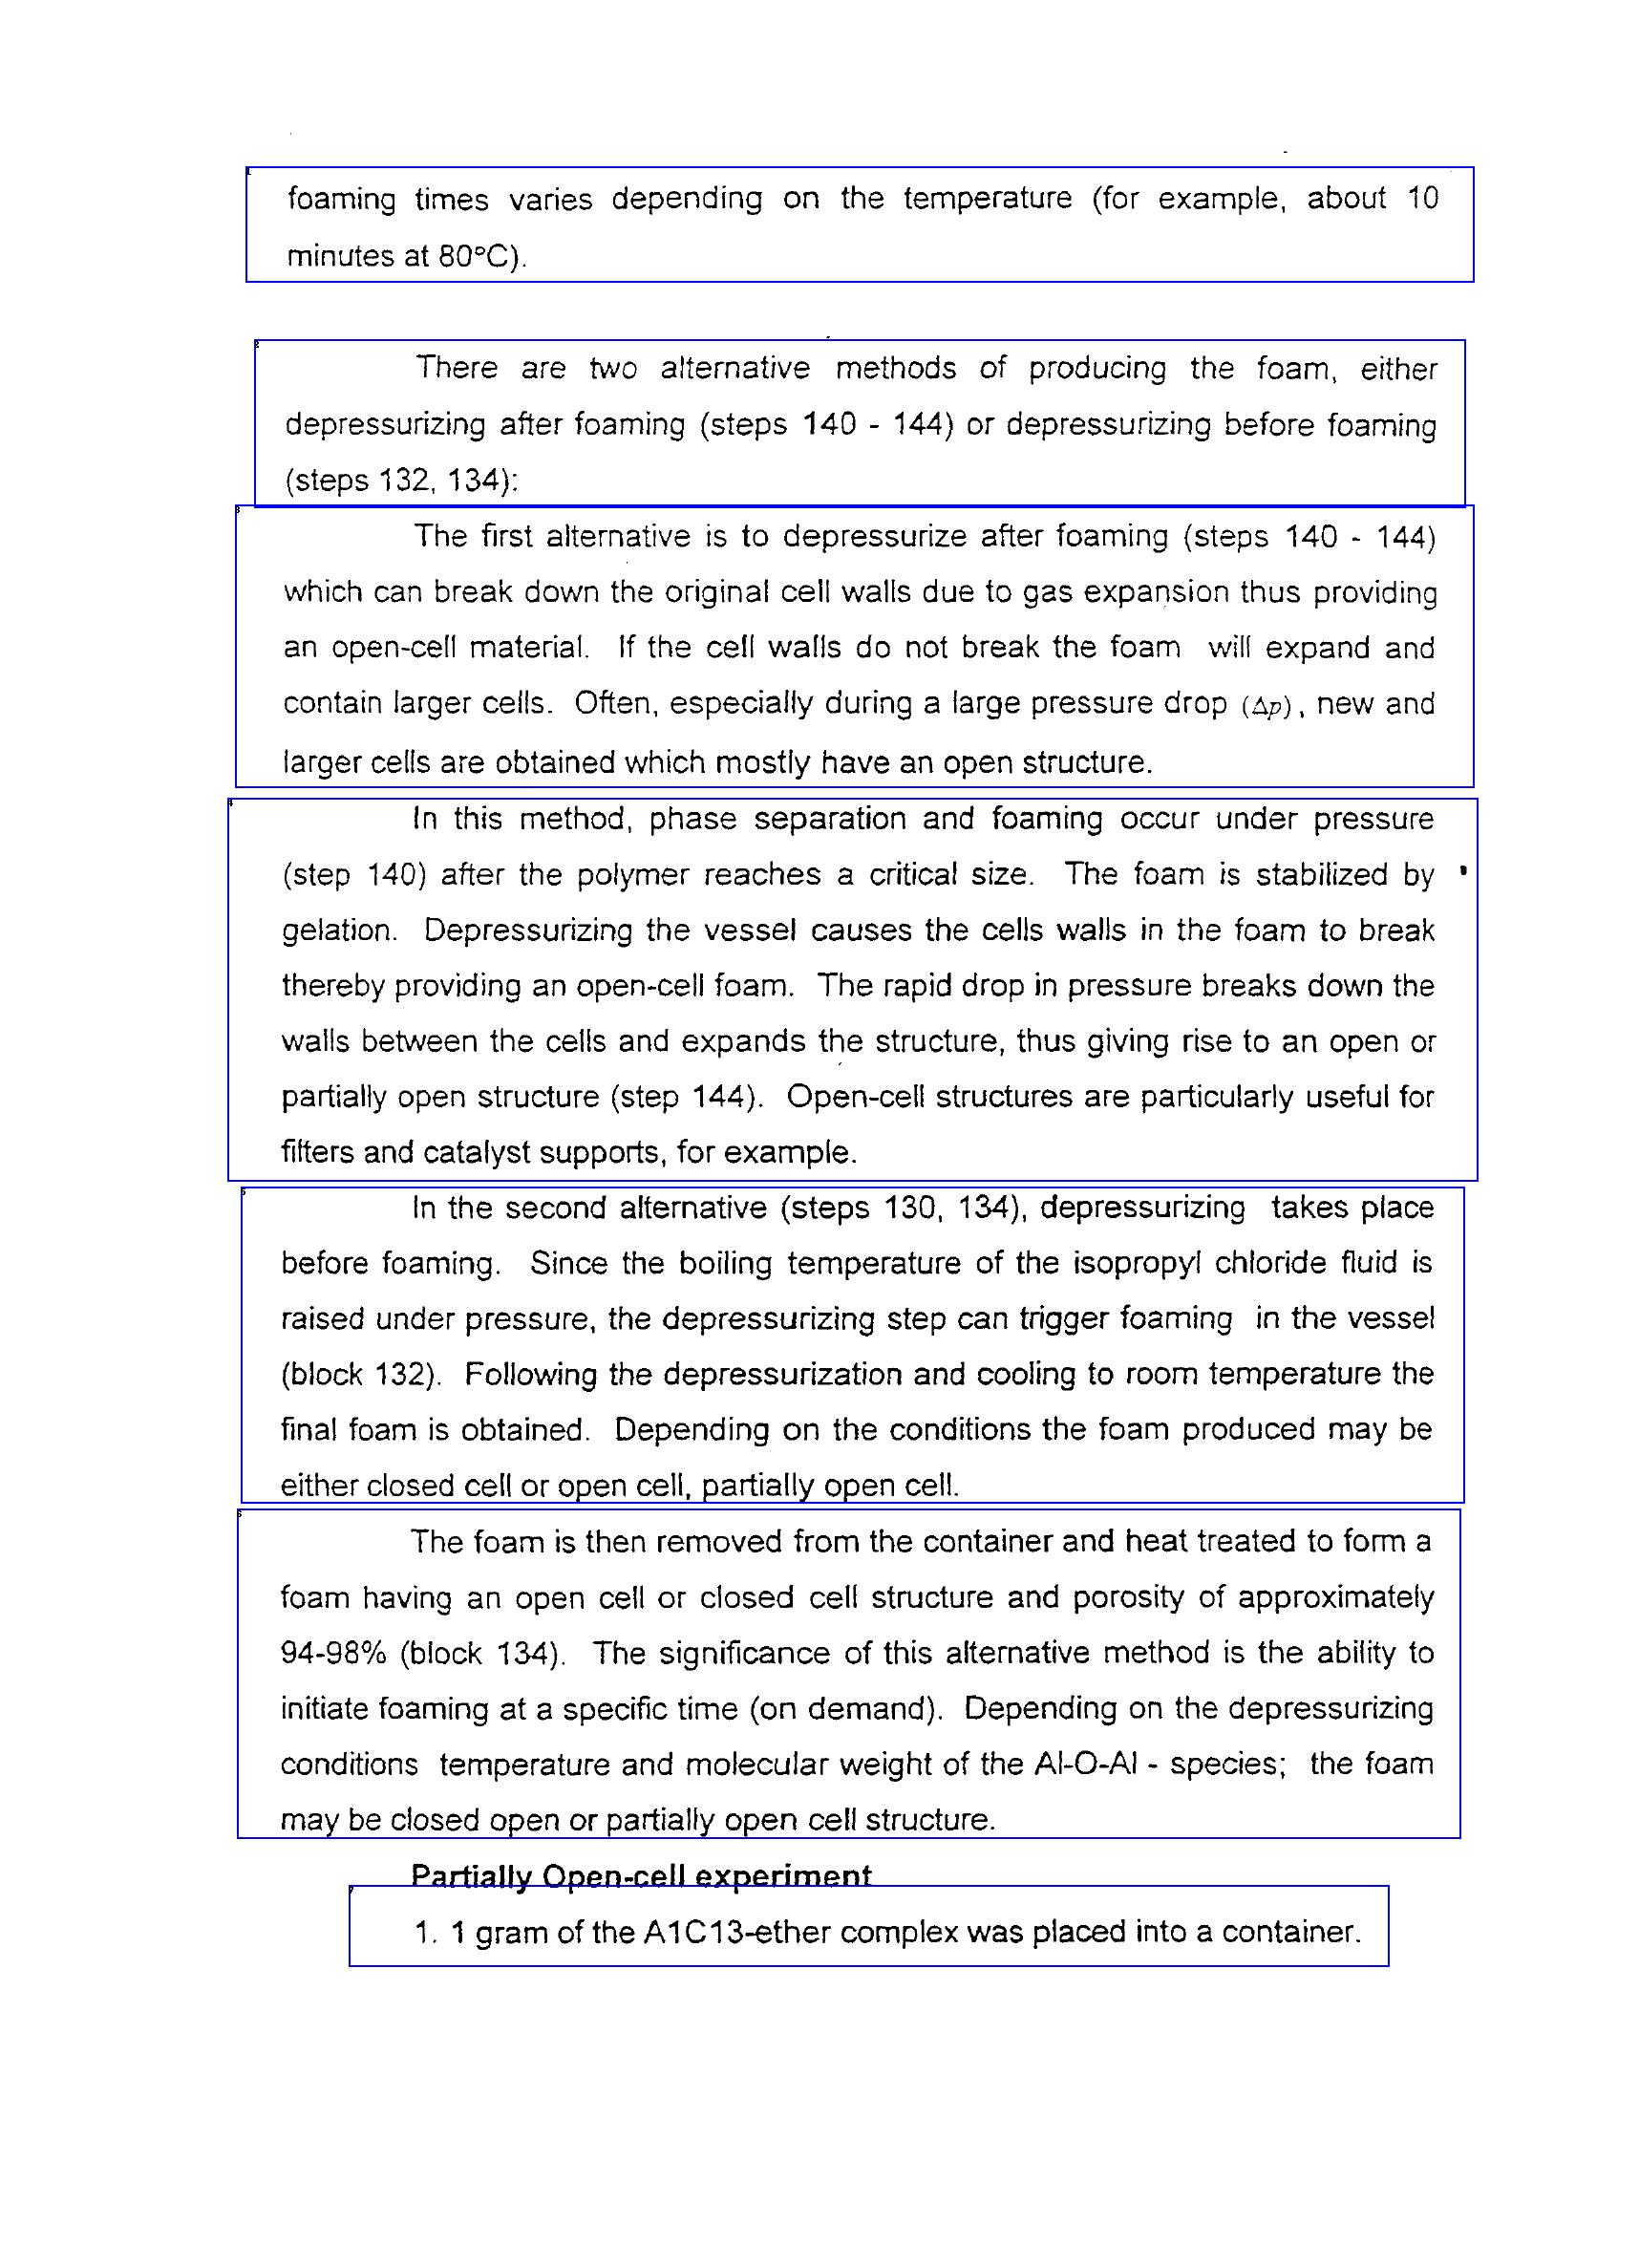 foaming times varies depending on the temperature (for example, about 10
minutes at 80°C).
There are two alternative methods of producing the foam, either
depressurizing after foaming (steps 140 - 144) or depressurizing before foaming
(steps 132, 134):
The first alternative is to depressurize after foaming (steps 140 - 144)
which can break down the original cell walls due to gas expansion thus providing
an open-cell material. If the cell walls do not break the foam will expand and
contain larger cells. Often, especially during a large pressure drop (Δp), new and
larger cells are obtained which mostly have an open structure.
In this method, phase separation and foaming occur under pressure
(step 140) after the polymer reaches a critical size. The foam is stabilized by
gelation. Depressurizing the vessel causes the cells walls in the foam to break
thereby providing an open-cell foam. The rapid drop in pressure breaks down the
walls between the cells and expands the structure, thus giving rise to an open or
partially open structure (step 144). Open-cell structures are particularly useful for
filters and catalyst supports, for example.
In the second alternative (steps 130, 134), depressurizing takes place
before foaming. Since the boiling temperature of the isopropyl chloride fluid is
raised under pressure, the depressurizing step can trigger foaming in the vessel
(block 132). Following the depressurization and cooling to room temperature the
final foam is obtained. Depending on the conditions the foam produced may be
either closed cell or open cell, partially open cell.
The foam is then removed from the container and heat treated to form a
foam having an open cell or closed cell structure and porosity of approximately
94-98% (block 134). The significance of this alternative method is the ability to
initiate foaming at a specific time (on demand). Depending on the depressurizing
conditions temperature and molecular weight of the Al-O-Al - species; the foam
may be closed open or partially open cell structure.
Partially Open-cell experiment
1. 1 gram of the A1C13-ether complex was placed into a container.